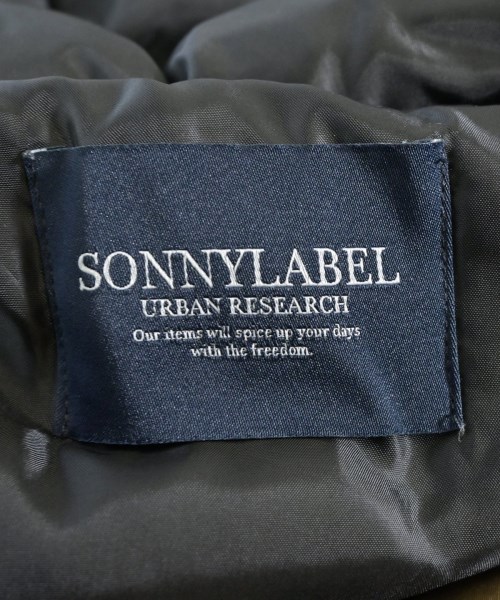 SONNYLABEL
URBAN RESEARCH
Our items will spice up your days
with the freedom.